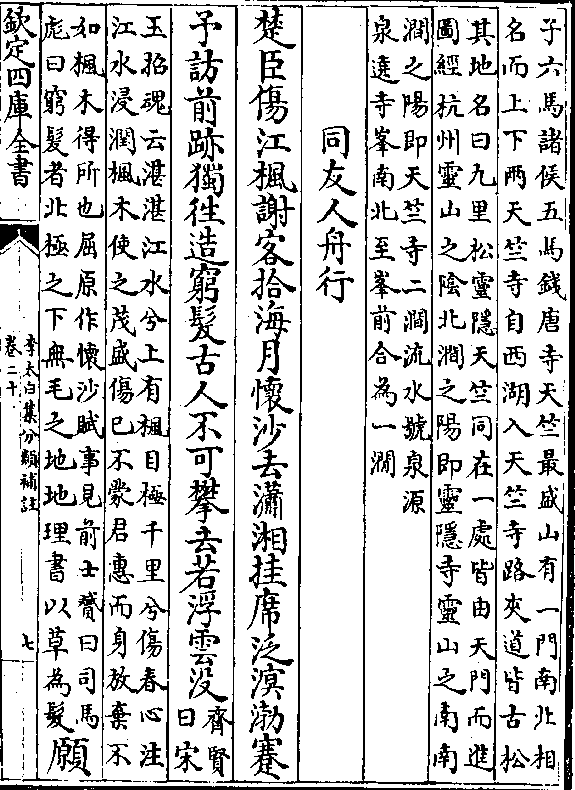 子六馬諸侯五馬錢唐寺天竺最盛山有一門南北相
名而上下兩天竺寺自西湖入天竺寺路夾道皆古松
其地名曰九里松靈隱天竺同在一處皆由天門而進
圖經杭州靈山之陰北澗之陽即靈隱寺靈山之南南
澗之陽即天竺寺二澗流水號泉源
泉遶寺峯南北至峯前合為一澗
同友人舟行
楚臣傷江楓謝客拾海月懷沙去瀟湘挂席泛溟渤蹇
予訪前跡獨徃造窮髮古人不可攀去若浮雲没
齊賢
曰宋
玉招魂云湛湛江水兮上有楓目極千里兮傷春心注
江水浸潤楓木使之茂盛傷已不蒙君惠而身放棄不
如楓木得所也屈原作懷沙賦事見前士贇曰司馬
彪曰窮髮者北極之下無毛之地地理書以草為髮
願
欽定四庫全書
李太白集分類補註
卷二十
七